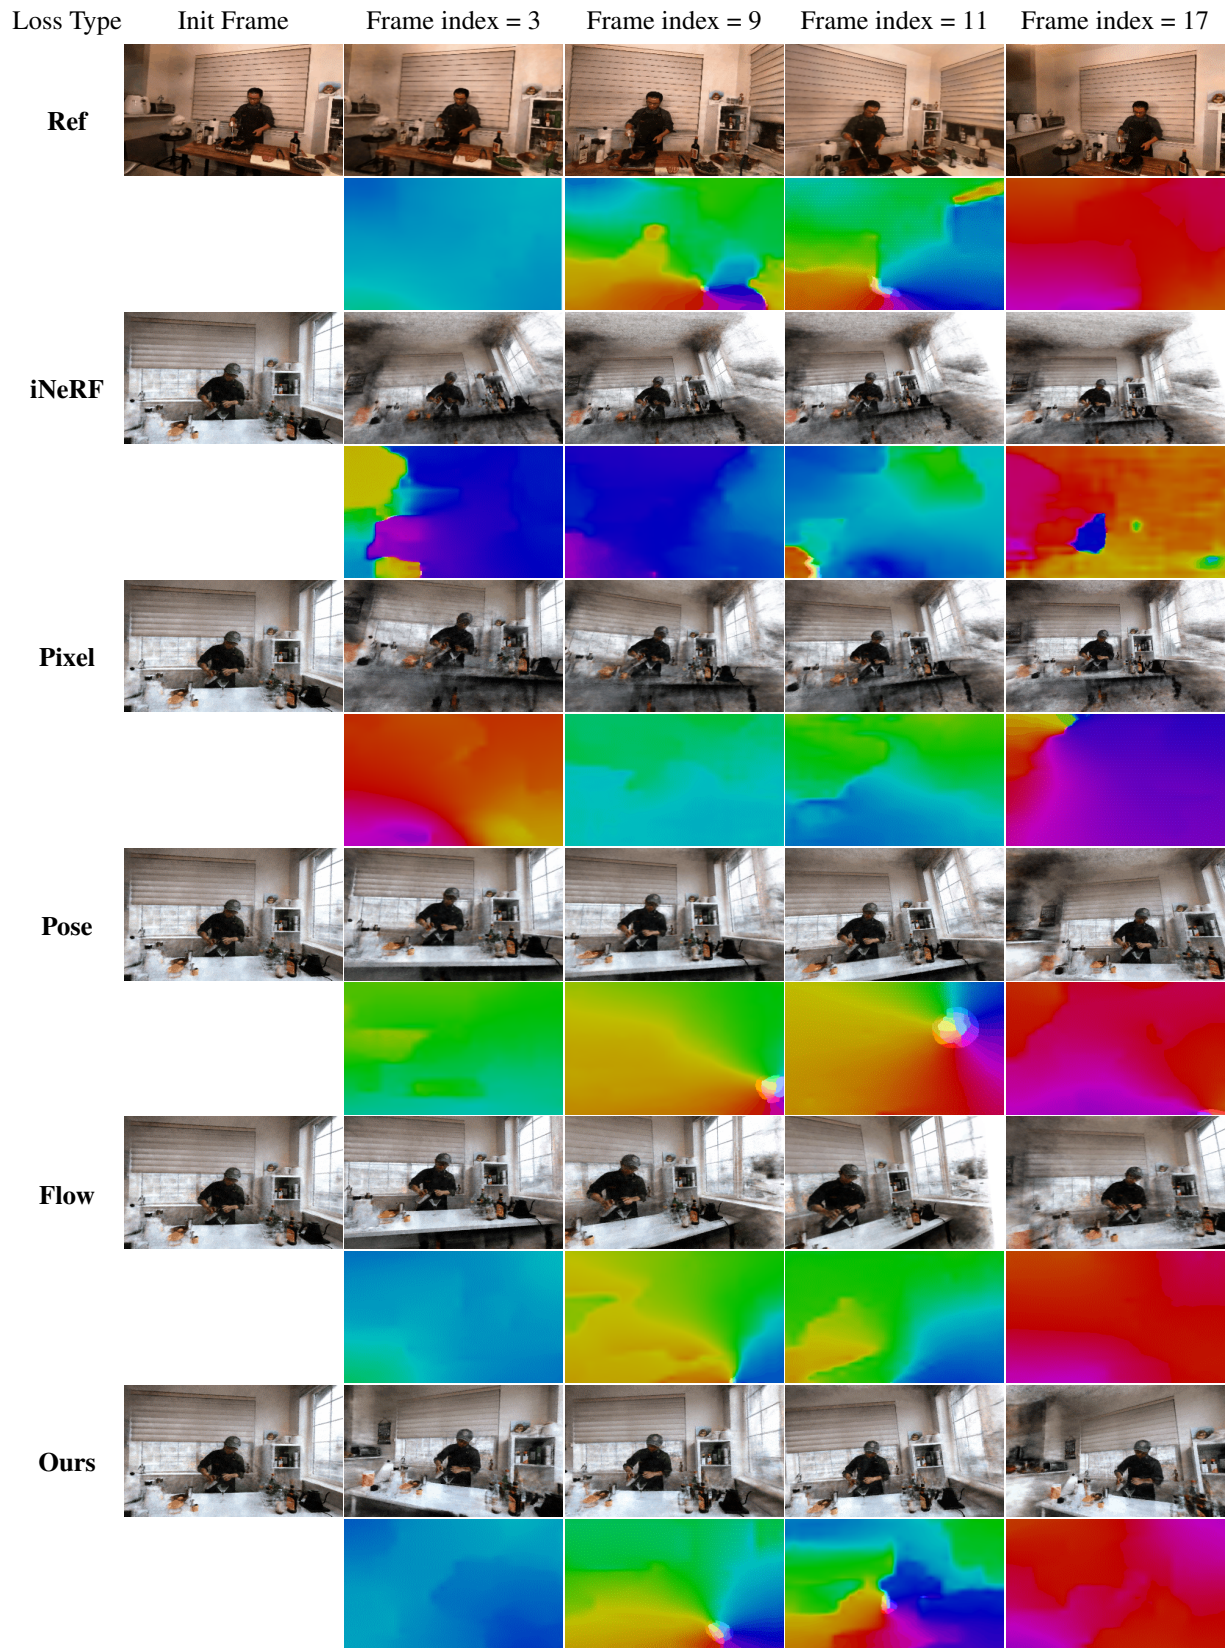 Loss Type Init Frame Frame index = 3 Frame index = 9 Frame index = 11 Frame index = 17
Ref
iNeRF
Pixel
Pose
Flow
Ours